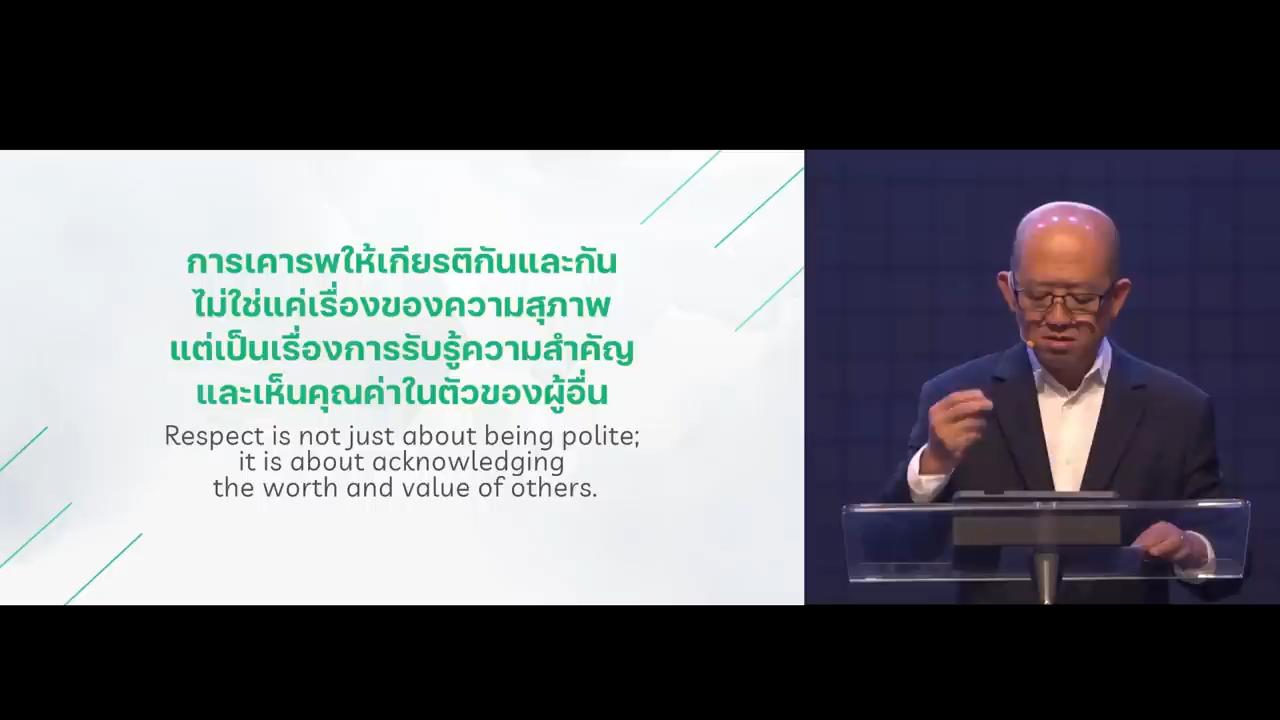 การเคารพให้เกียรติกันและกัน
ไม่ใช่แค่เรื่องของความสุภาพ
แต่เป็นเรื่องการรับรู้ความสำคัญ
และเห็นคุณค่าในตัวของผู้อื่น
Respect is not just about being polite;
it is about acknowledging
the worth and value of others.